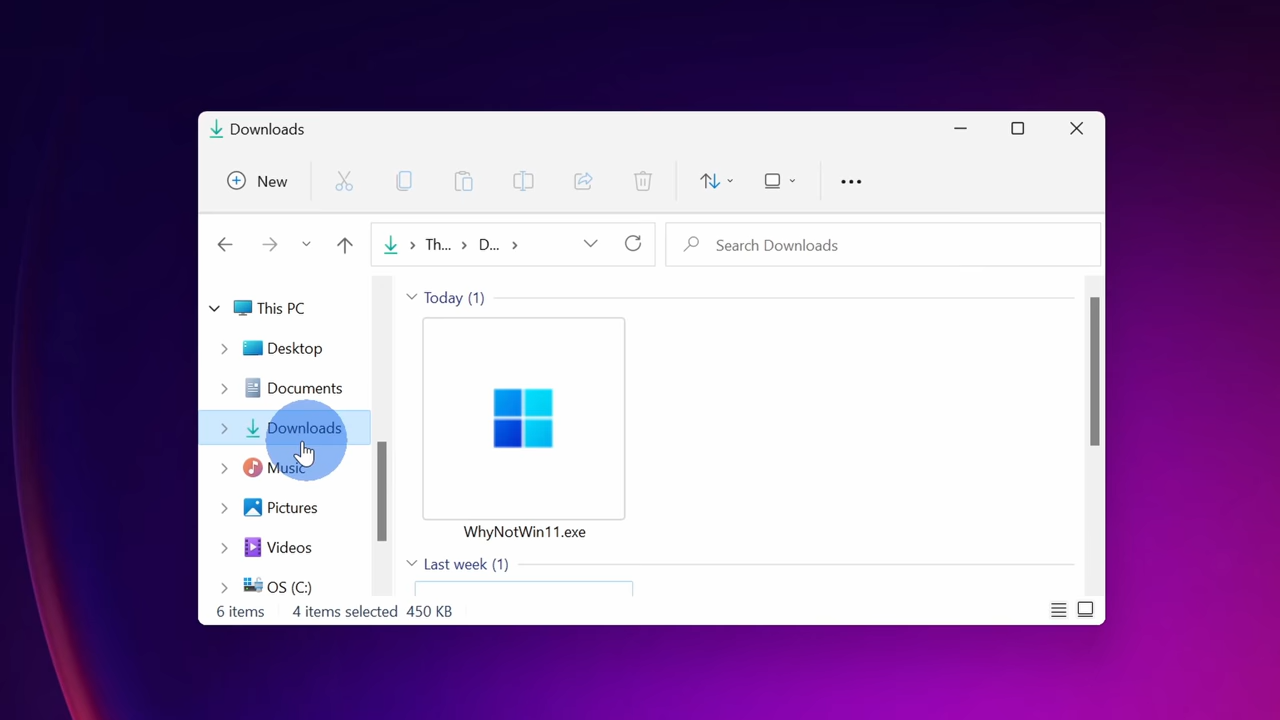 Downloads
New
Th... D...
Search Downloads
This PC
Desktop
Documents
Downloads
Music
Pictures
Videos
OS (C:)
Today (1)
WhyNotWin11.exe
Last week (1)
6 items 4 items selected 450 KB